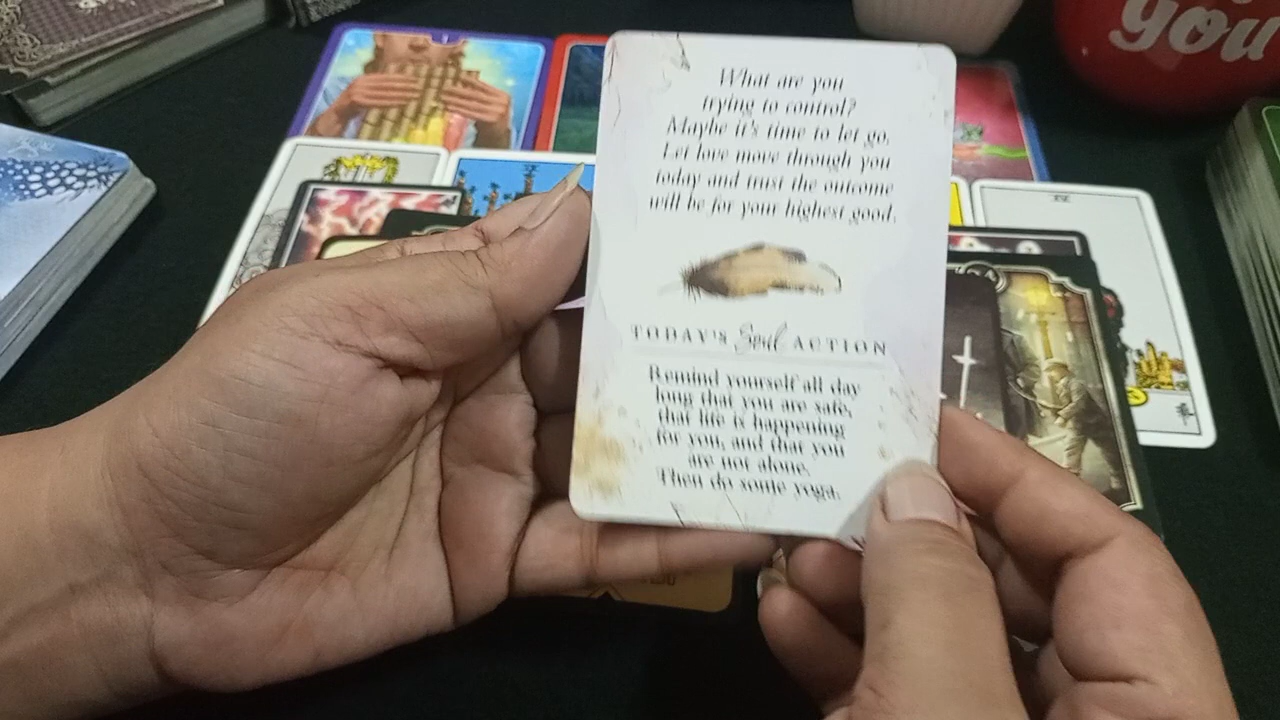 you
What are you
trying to control?
Maybe it's time to let go.
Let love move through you
today and trust the outcome
will be for your highest good.
TODAY'S Soul ACTION
Remind yourself all day
long that you are safe,
that life is happening
for you, and that you
are not alone.
Then do some yoga.